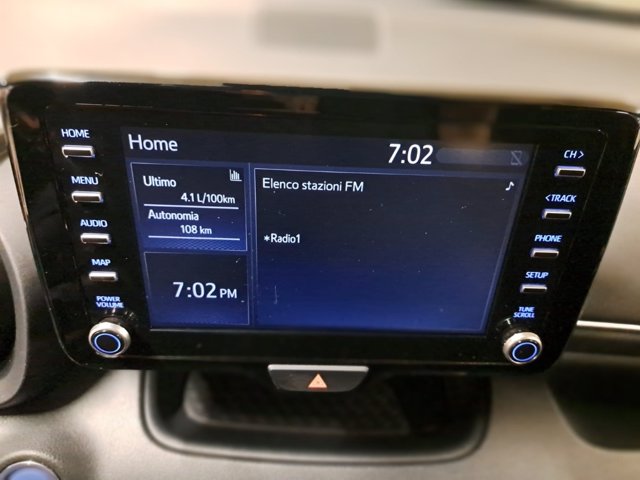 HOME
MENU
AUDIO
MAP
POWER
VOLUME
Home
7:02
Ultimo
4.1 L/100km
Autonomia
108 km
7:02 PM
Elenco stazioni FM
*Radio1
CH >
< TRACK
PHONE
SETUP
TUNE
SCROLL